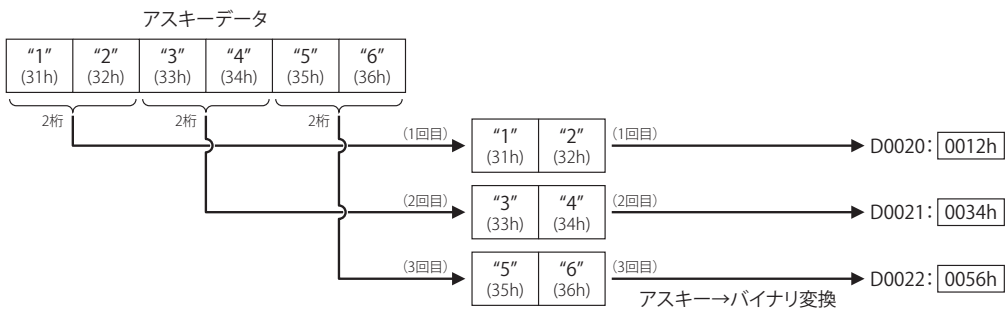 アスキーデータ
“1” “2” “3” “4” “5” “6”
(31h) (32h) (33h) (34h) (35h) (36h)
2桁 2桁 2桁
(1回目) “1” “2” (1回目) D0020： 0012h
(31h) (32h)
(2回目) “3” “4” (2回目) D0021： 0034h
(33h) (34h)
(3回目) “5” “6” (3回目) D0022： 0056h
(35h) (36h)
アスキー→バイナリ変換